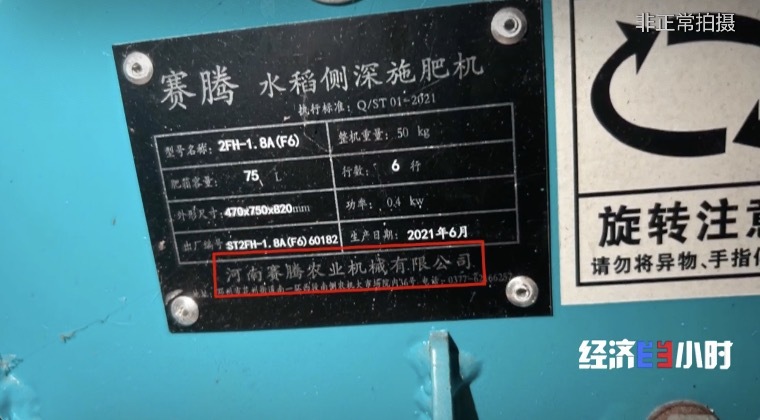 非正常拍摄
赛腾 水稻侧深施肥机
执行标准：Q/ST 01-2021
型号名称：2FH-1.8A(F6) 整机重量：50 kg
肥箱容量：75 L 行数：6 行
外形尺寸：470x750x820mm 功率：0.4 kw
出厂编号 ST2FH-1.8A(F6)60182 生产日期：2021年6月
河南赛腾农业机械有限公司
旋转注意
请勿将异物、手指
经济小时